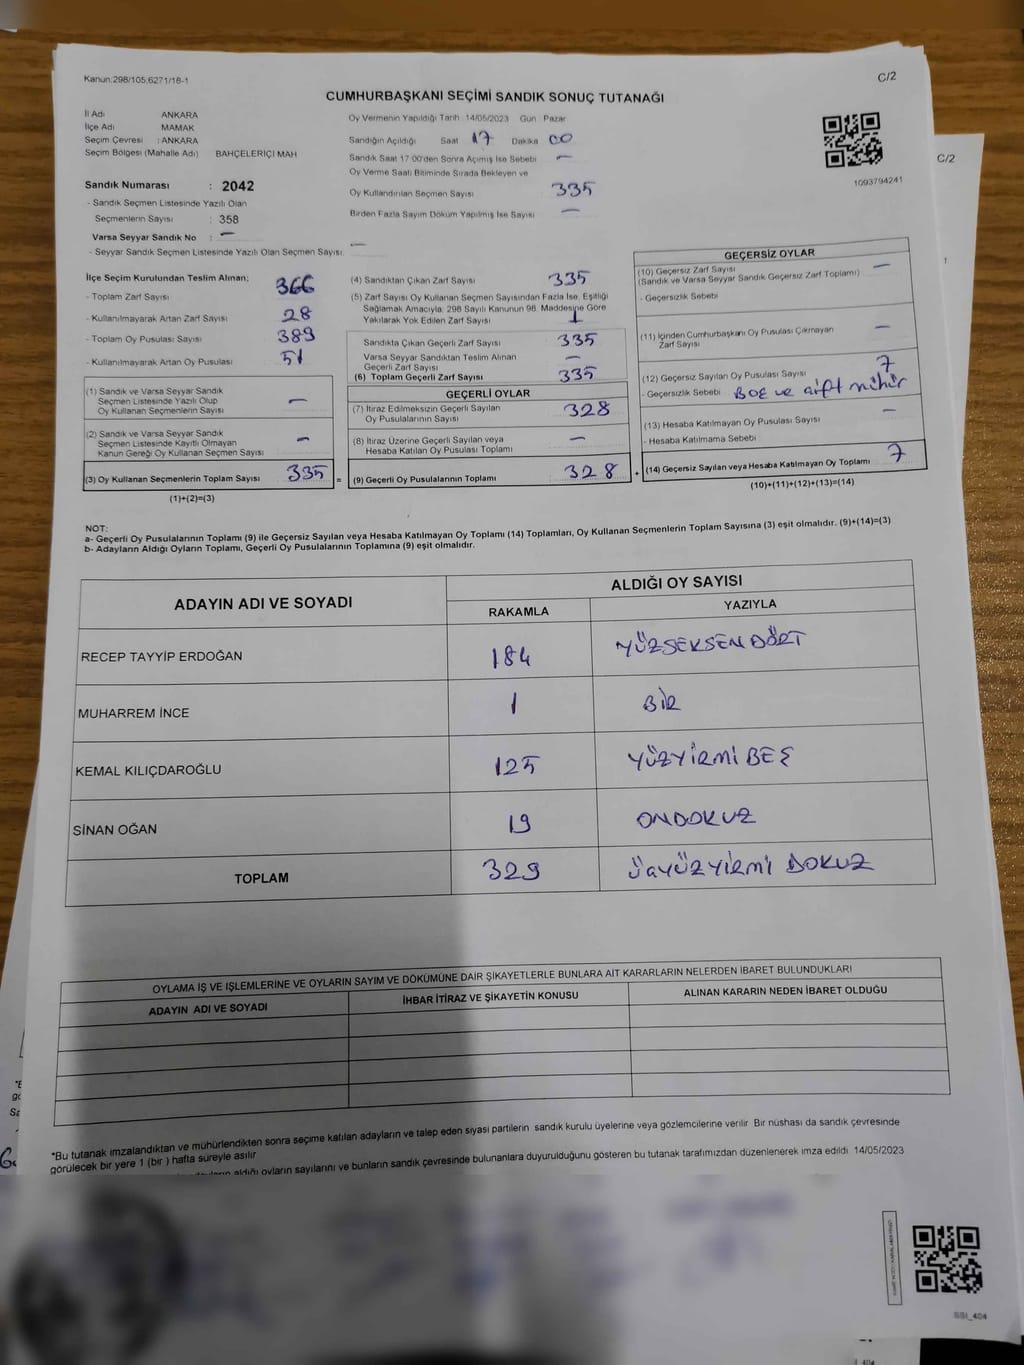 Kanun:298/105,6271/18-1
C/2
CUMHURBAŞKANI SEÇİMİ SANDIK SONUÇ TUTANAĞI
İl Adı ANKARA
İlçe Adı MAMAK
Seçim Çevresi : ANKARA
Seçim Bölgesi (Mahalle Adı) BAHÇELERİÇİ MAH
Sandık Numarası : 2042
- Sandık Seçmen Listesinde Yazılı Olan
Seçmenlerin Sayısı : 358
Varsa Seyyar Sandık No : —
- Seyyar Sandık Seçmen Listesinde Yazılı Olan Seçmen Sayısı: —
Oy Vermenin Yapıldığı Tarih 14/05/2023 Gün Pazar
Sandığın Açıldığı Saat 17 Dakika 00
Sandık Saat 17 00'den Sonra Açımış İse Sebebi —
Oy Verme Saati Bitiminde Sırada Bekleyen ve
Oy Kullandırılan Seçmen Sayısı 335
Birden Fazla Sayım Döküm Yapılmış İse Sayısı —
1093794241
İlçe Seçim Kurulundan Teslim Alınan;
- Toplam Zarf Sayısı 366
- Kullanılmayarak Artan Zarf Sayısı 28
- Toplam Oy Pusulası Sayısı 389
- Kullanılmayarak Artan Oy Pusulası 51
(1) Sandık ve Varsa Seyyar Sandık
Seçmen Listesinde Yazılı Olup
Oy Kullanan Seçmenlerin Sayısı —
(2) Sandık ve Varsa Seyyar Sandık
Seçmen Listesinde Kayıtlı Olmayan
Kanun Gereği Oy Kullanan Seçmen Sayısı —
(3) Oy Kullanan Seçmenlerin Toplam Sayısı 335 =
(1)+(2)=(3)
(4) Sandıktan Çıkan Zarf Sayısı 335
(5) Zarf Sayısı Oy Kullanan Seçmen Sayısından Fazla İse, Eşitliği
Sağlamak Amacıyla, 298 Sayılı Kanunun 98. Maddesine Göre
Yakılarak Yok Edilen Zarf Sayısı 1
Sandıkta Çıkan Geçerli Zarf Sayısı 335
Varsa Seyyar Sandıktan Teslim Alınan
Geçerli Zarf Sayısı —
(6) Toplam Geçerli Zarf Sayısı 335
GEÇERLİ OYLAR
(7) İtiraz Edilmeksizin Geçerli Sayılan
Oy Pusulalarının Sayısı 328
(8) İtiraz Üzerine Geçerli Sayılan veya
Hesaba Katılan Oy Pusulası Toplamı —
(9) Geçerli Oy Pusulalarının Toplamı 328 +
GEÇERSİZ OYLAR
(10) Geçersiz Zarf Sayısı —
(Sandık ve Varsa Seyyar Sandık Geçersiz Zarf Toplamı)
- Geçersizlik Sebebi
(11) İçinden Cumhurbaşkanı Oy Pusulası Çıkmayan
Zarf Sayısı —
(12) Geçersiz Sayılan Oy Pusulası Sayısı 7
- Geçersizlik Sebebi Boş ve çift mühür
(13) Hesaba Katılmayan Oy Pusulası Sayısı —
- Hesaba Katılmama Sebebi
(14) Geçersiz Sayılan veya Hesaba Katılmayan Oy Toplamı 7
(10)+(11)+(12)+(13)=(14)
NOT:
a- Geçerli Oy Pusulalarının Toplamı (9) ile Geçersiz Sayılan veya Hesaba Katılmayan Oy Toplamı (14) Toplamları, Oy Kullanan Seçmenlerin Toplam Sayısına (3) eşit olmalıdır. (9)+(14)=(3)
b- Adayların Aldığı Oyların Toplamı, Geçerli Oy Pusulalarının Toplamına (9) eşit olmalıdır.
ADAYIN ADI VE SOYADI ALDIĞI OY SAYISI
RAKAMLA YAZIYLA
RECEP TAYYİP ERDOĞAN 184 YÜZSEKSENDÖRT
MUHARREM İNCE 1 BİR
KEMAL KILIÇDAROĞLU 125 YÜZYİRMİ BEŞ
SİNAN OĞAN 19 ONDOKUZ
TOPLAM 329 ÜÇYÜZYİRMİ DOKUZ
OYLAMA İŞ VE İŞLEMLERİNE VE OYLARIN SAYIM VE DÖKÜMÜNE DAİR ŞİKAYETLERLE BUNLARA AİT KARARLARIN NELERDEN İBARET BULUNDUKLARI
ADAYIN ADI VE SOYADI İHBAR İTİRAZ VE ŞİKAYETİN KONUSU ALINAN KARARIN NEDEN İBARET OLDUĞU
*Bu tutanak imzalandıktan ve mühürlendikten sonra seçime katılan adayların ve talep eden siyası partilerin sandık kurulu üyelerine veya gözlemcilerine verilir Bir nüshası da sandık çevresinde
görülecek bir yere 1 (bir ) hafta süreyle asılır
aldığı oyların sayılarını ve bunların sandık çevresinde bulunanlara duyurulduğunu gösteren bu tutanak tarafımızdan düzenlenerek imza edildi 14/05/2023
SSI_404
C/2